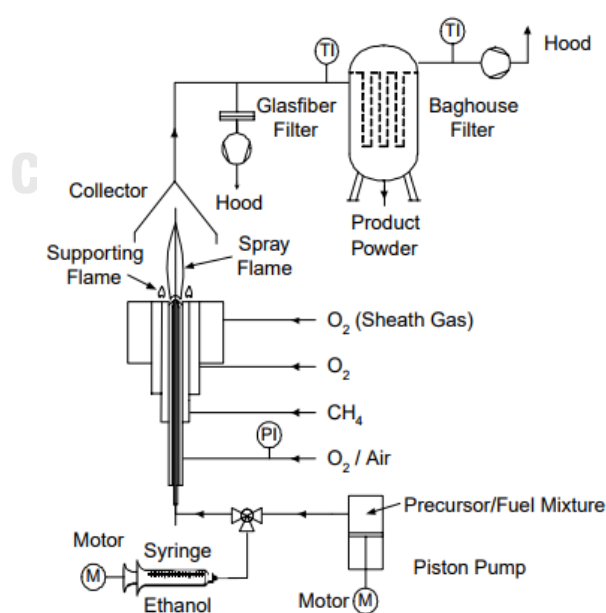 TI
TI
Hood
Glasfiber
Filter
Baghouse
Filter
C
Collector
Hood
Product
Powder
Supporting
Flame
Spray
Flame
O2 (Sheath Gas)
O2
CH4
PI
O2 / Air
Precursor/Fuel Mixture
Motor
Syringe
M
Ethanol
Piston Pump
Motor M